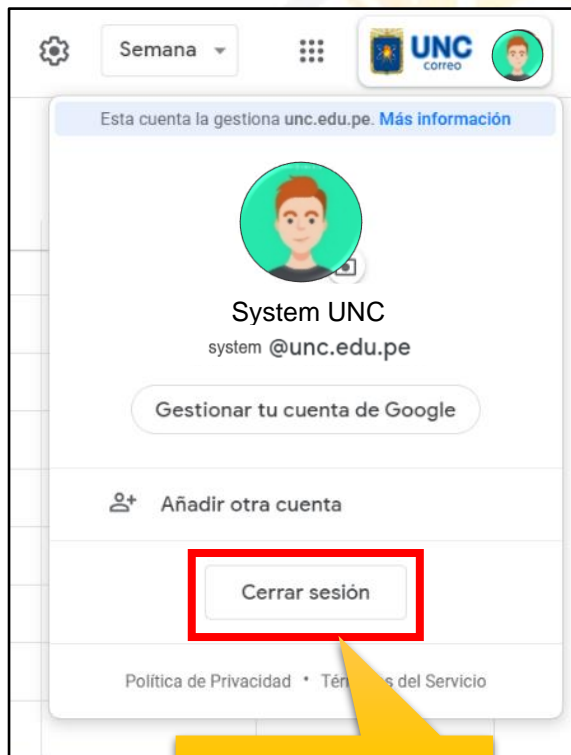 Semana
UNC
correo
Esta cuenta la gestiona unc.edu.pe. Más información
System UNC
system @unc.edu.pe
Gestionar tu cuenta de Google
Añadir otra cuenta
Cerrar sesión
Política de Privacidad • del Servicio